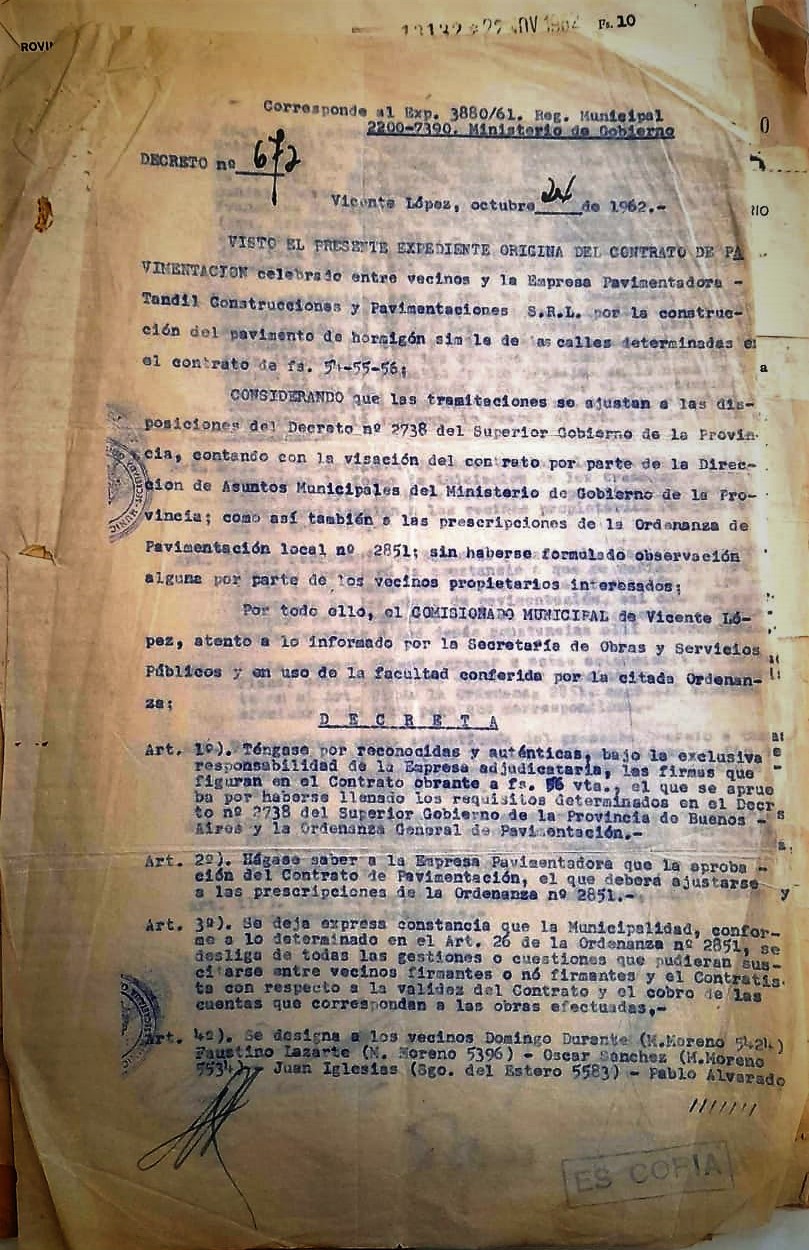 Fs. 10
ROVI
Corresponde al Exp. 3880/61. Reg. Municipal
2200-7390. Ministerio de Gobierno
DECRETO nº 672
Vicente López, octubre 24 de 1962.-
VISTO EL PRESENTE EXPEDIENTE ORIGINA DEL CONTRATO DE PA
VIMENTACION celebrado entre vecinos y la Empresa Pavimentadora -
Tandil Construcciones y Pavimentaciones S.R.L. por la construc-
ción del pavimento de hormigón sim le de las calles determinadas en
el contrato de fs. 54-55-56;
CONSIDERANDO que las tramitaciones se ajustan a las dis-
posiciones del Decreto nº 2738 del Superior Gobierno de la Provin-
cia, contando con la visación del contrato por parte de la Direc-
cion de Asuntos Municipales del Ministerio de Gobierno de la Pro-
vincia; como así también a las prescripciones de la Ordenanza de
Pavimentación local nº 2851; sin haberse formulado observación
alguna por parte de los vecinos propietarios interesados;
Por todo ello, el COMISIONADO MUNICIPAL de Vicente Ló-
pez, atento a lo informado por la Secretaría de Obras y Servicios
Públicos y en uso de la facultad conferida por la citada Ordenan-
za;
D E C R E T A
Art. 1º). Téngase por reconocidas y auténticas, bajo la exclusiva
responsabilidad de la Empresa adjudicataria, las firmas que
figuran en el Contrato obrante a fs. 56 vta., el que se aprue
ba por haberse llenado los requisitos determinados en el Decr
to nº 2738 del Superior Gobierno de la Provincia de Buenos -
Aires y la Ordenanza General de Pavimentación.-
Art. 2º). Hágase saber a la Empresa Pavimentadora que la aproba -
ción del Contrato de Pavimentación, el que deberá ajustarse
a las prescripciones de la Ordenanza nº 2851.-
Art. 3º). Se deja expresa constancia que la Municipalidad, confor-
me a lo determinado en el Art. 26 de la Ordenanza nº 2851, se
desliga de todas las gestiones o cuestiones que pudieran sus-
citarse entre vecinos firmantes o nó firmantes y el Contratis-
ta con respecto a la validez del Contrato y el cobro de las
cuentas que correspondan a las obras efectuadas,-
Art. 4º). Se designa a los vecinos Domingo Durante (M.Moreno 5424)
Faustino Lazarte (M. Moreno 5396) - Oscar Sanchez (M.Moreno
5534)- Juan Iglesias (Sgo. del Estero 5583) - Pablo Alvarado
///////
ES COPIA